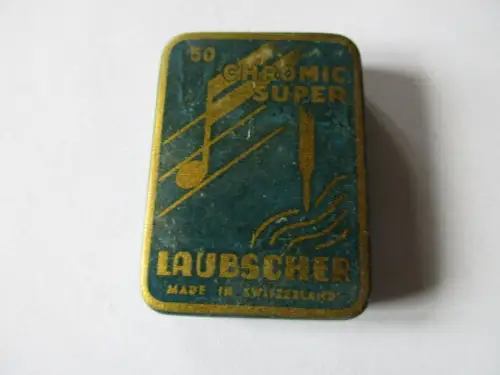 50
CHROMIC
SUPER
LAUBSCHER
MADE IN SWITZERLAND